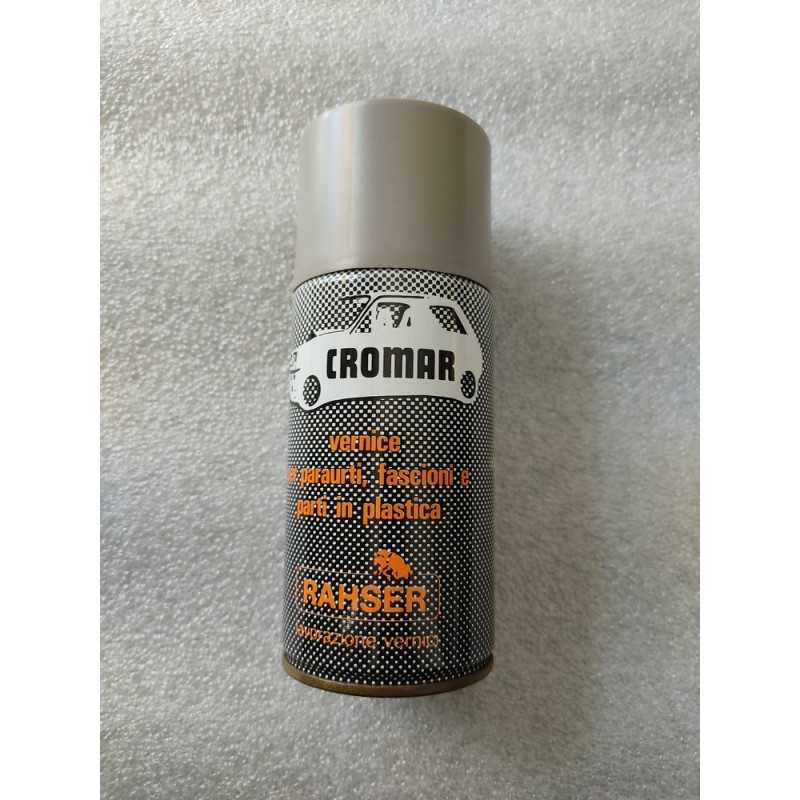 CROMAR
vernice
paraurti, fascioni e
parti in plastica
RAHSER
lavorazione vernici